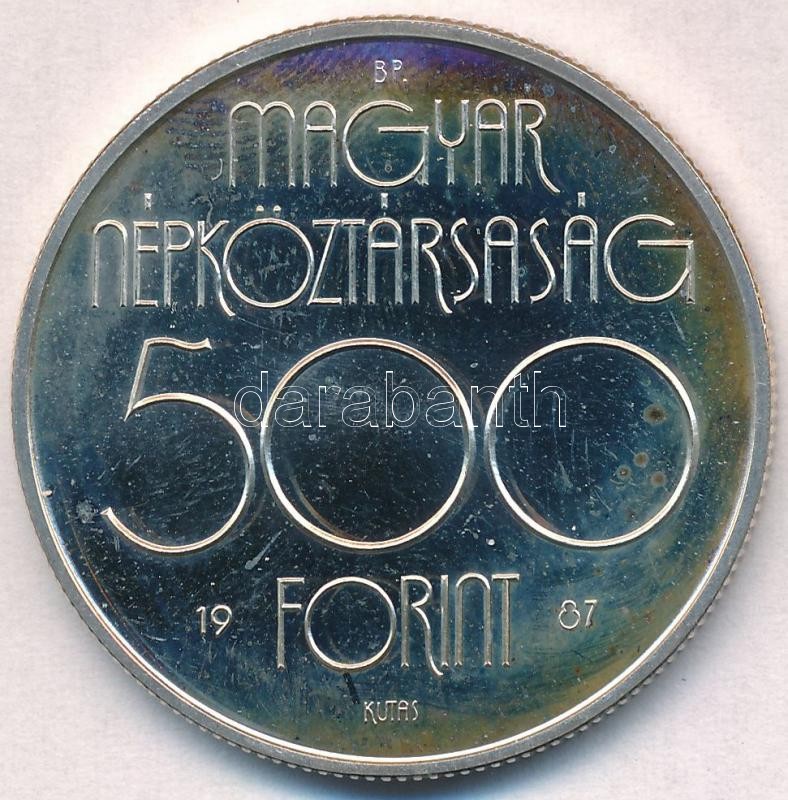 BP.
MAGYAR
NÉPKÖZTÁRSASÁG
500
darabanth
19 FORINT 87
KUTAS